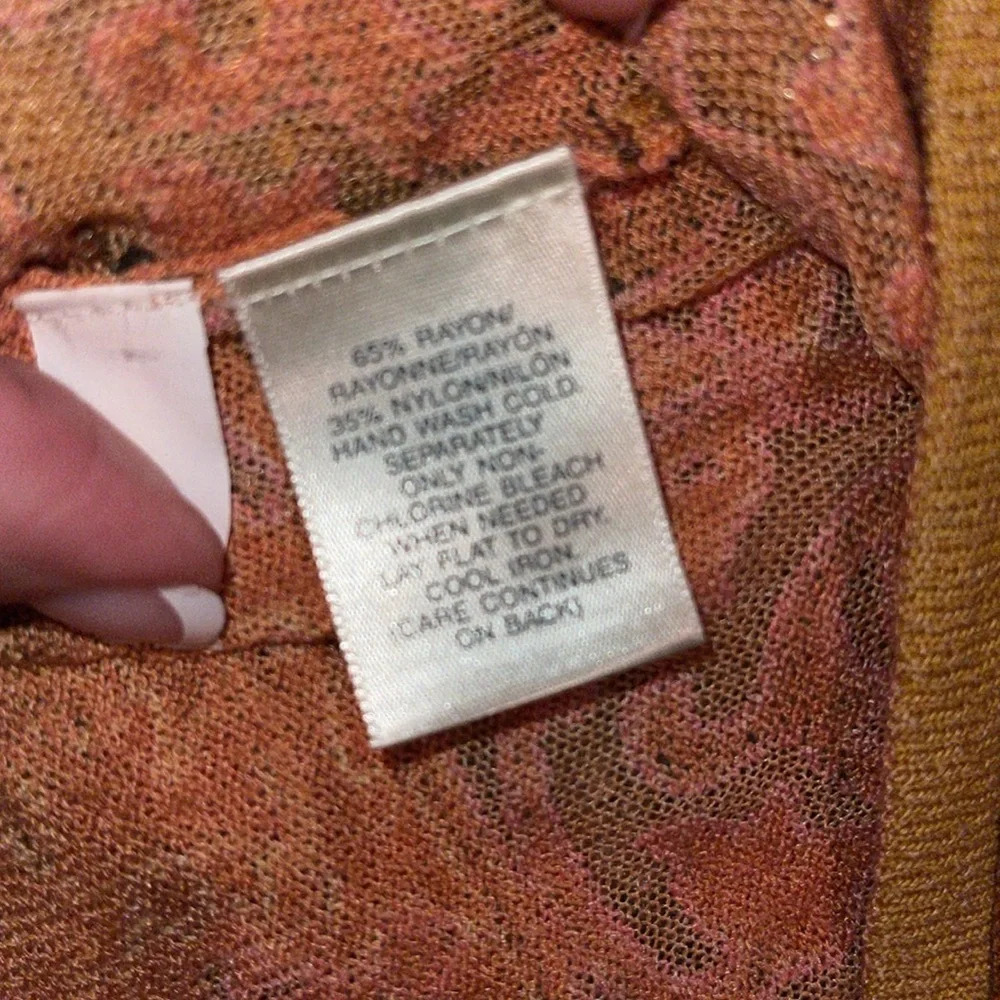 65% RAYON/
RAYONNE/RAYÓN
35% NYLON/NILÓN
HAND WASH COLD.
SEPARATELY
ONLY NON-
CHLORINE BLEACH
WHEN NEEDED
LAY FLAT TO DRY.
COOL IRON.
(CARE CONTINUES
ON BACK)